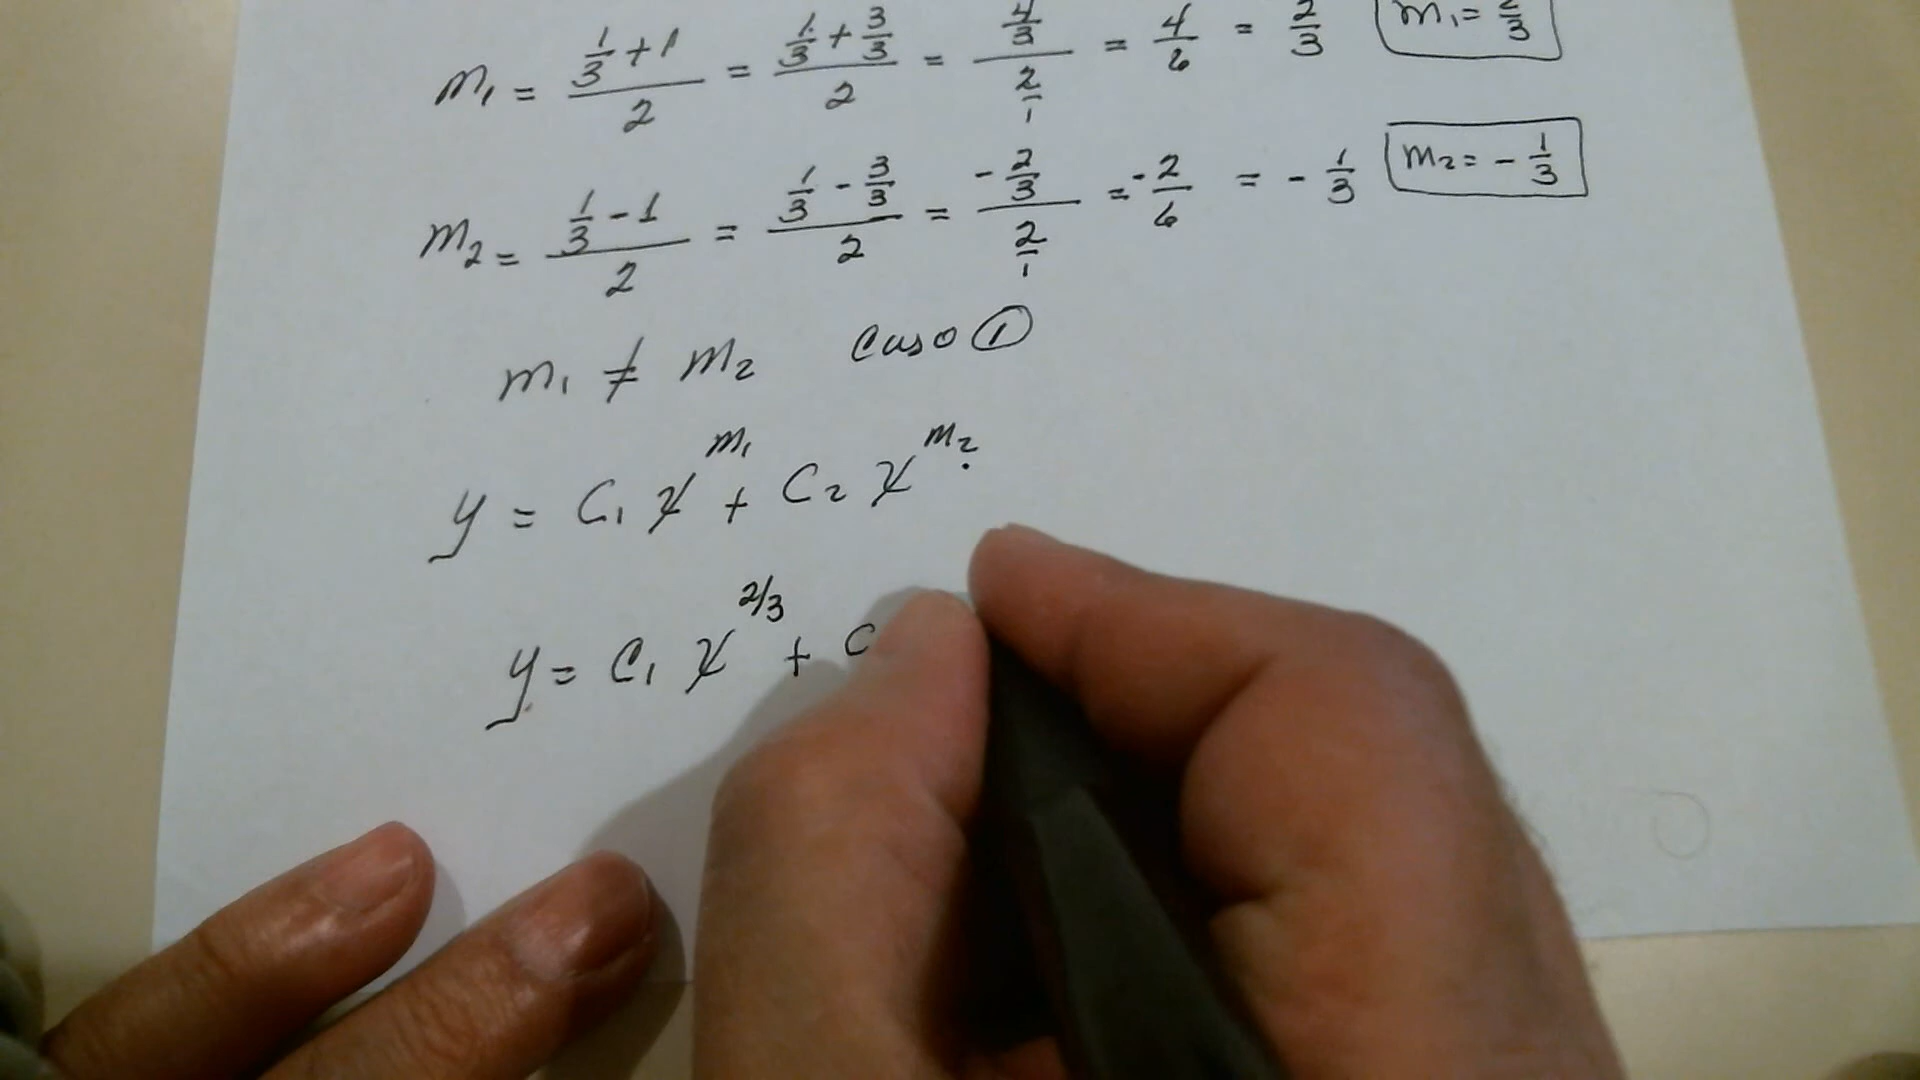 m₁ = (1/3 + 1)/2 = (1/3 + 3/3)/2 = (4/3)/(2/1) = 4/6 = 2/3 m₁ = 2/3
m₂ = (1/3 - 1)/2 = (1/3 - 3/3)/2 = (-2/3)/(2/1) = -2/6 = -1/3 m₂ = -1/3
m₁ ≠ m₂ caso ①
y = C₁ x^m₁ + C₂ x^m₂
y = C₁ x^2/3 + C